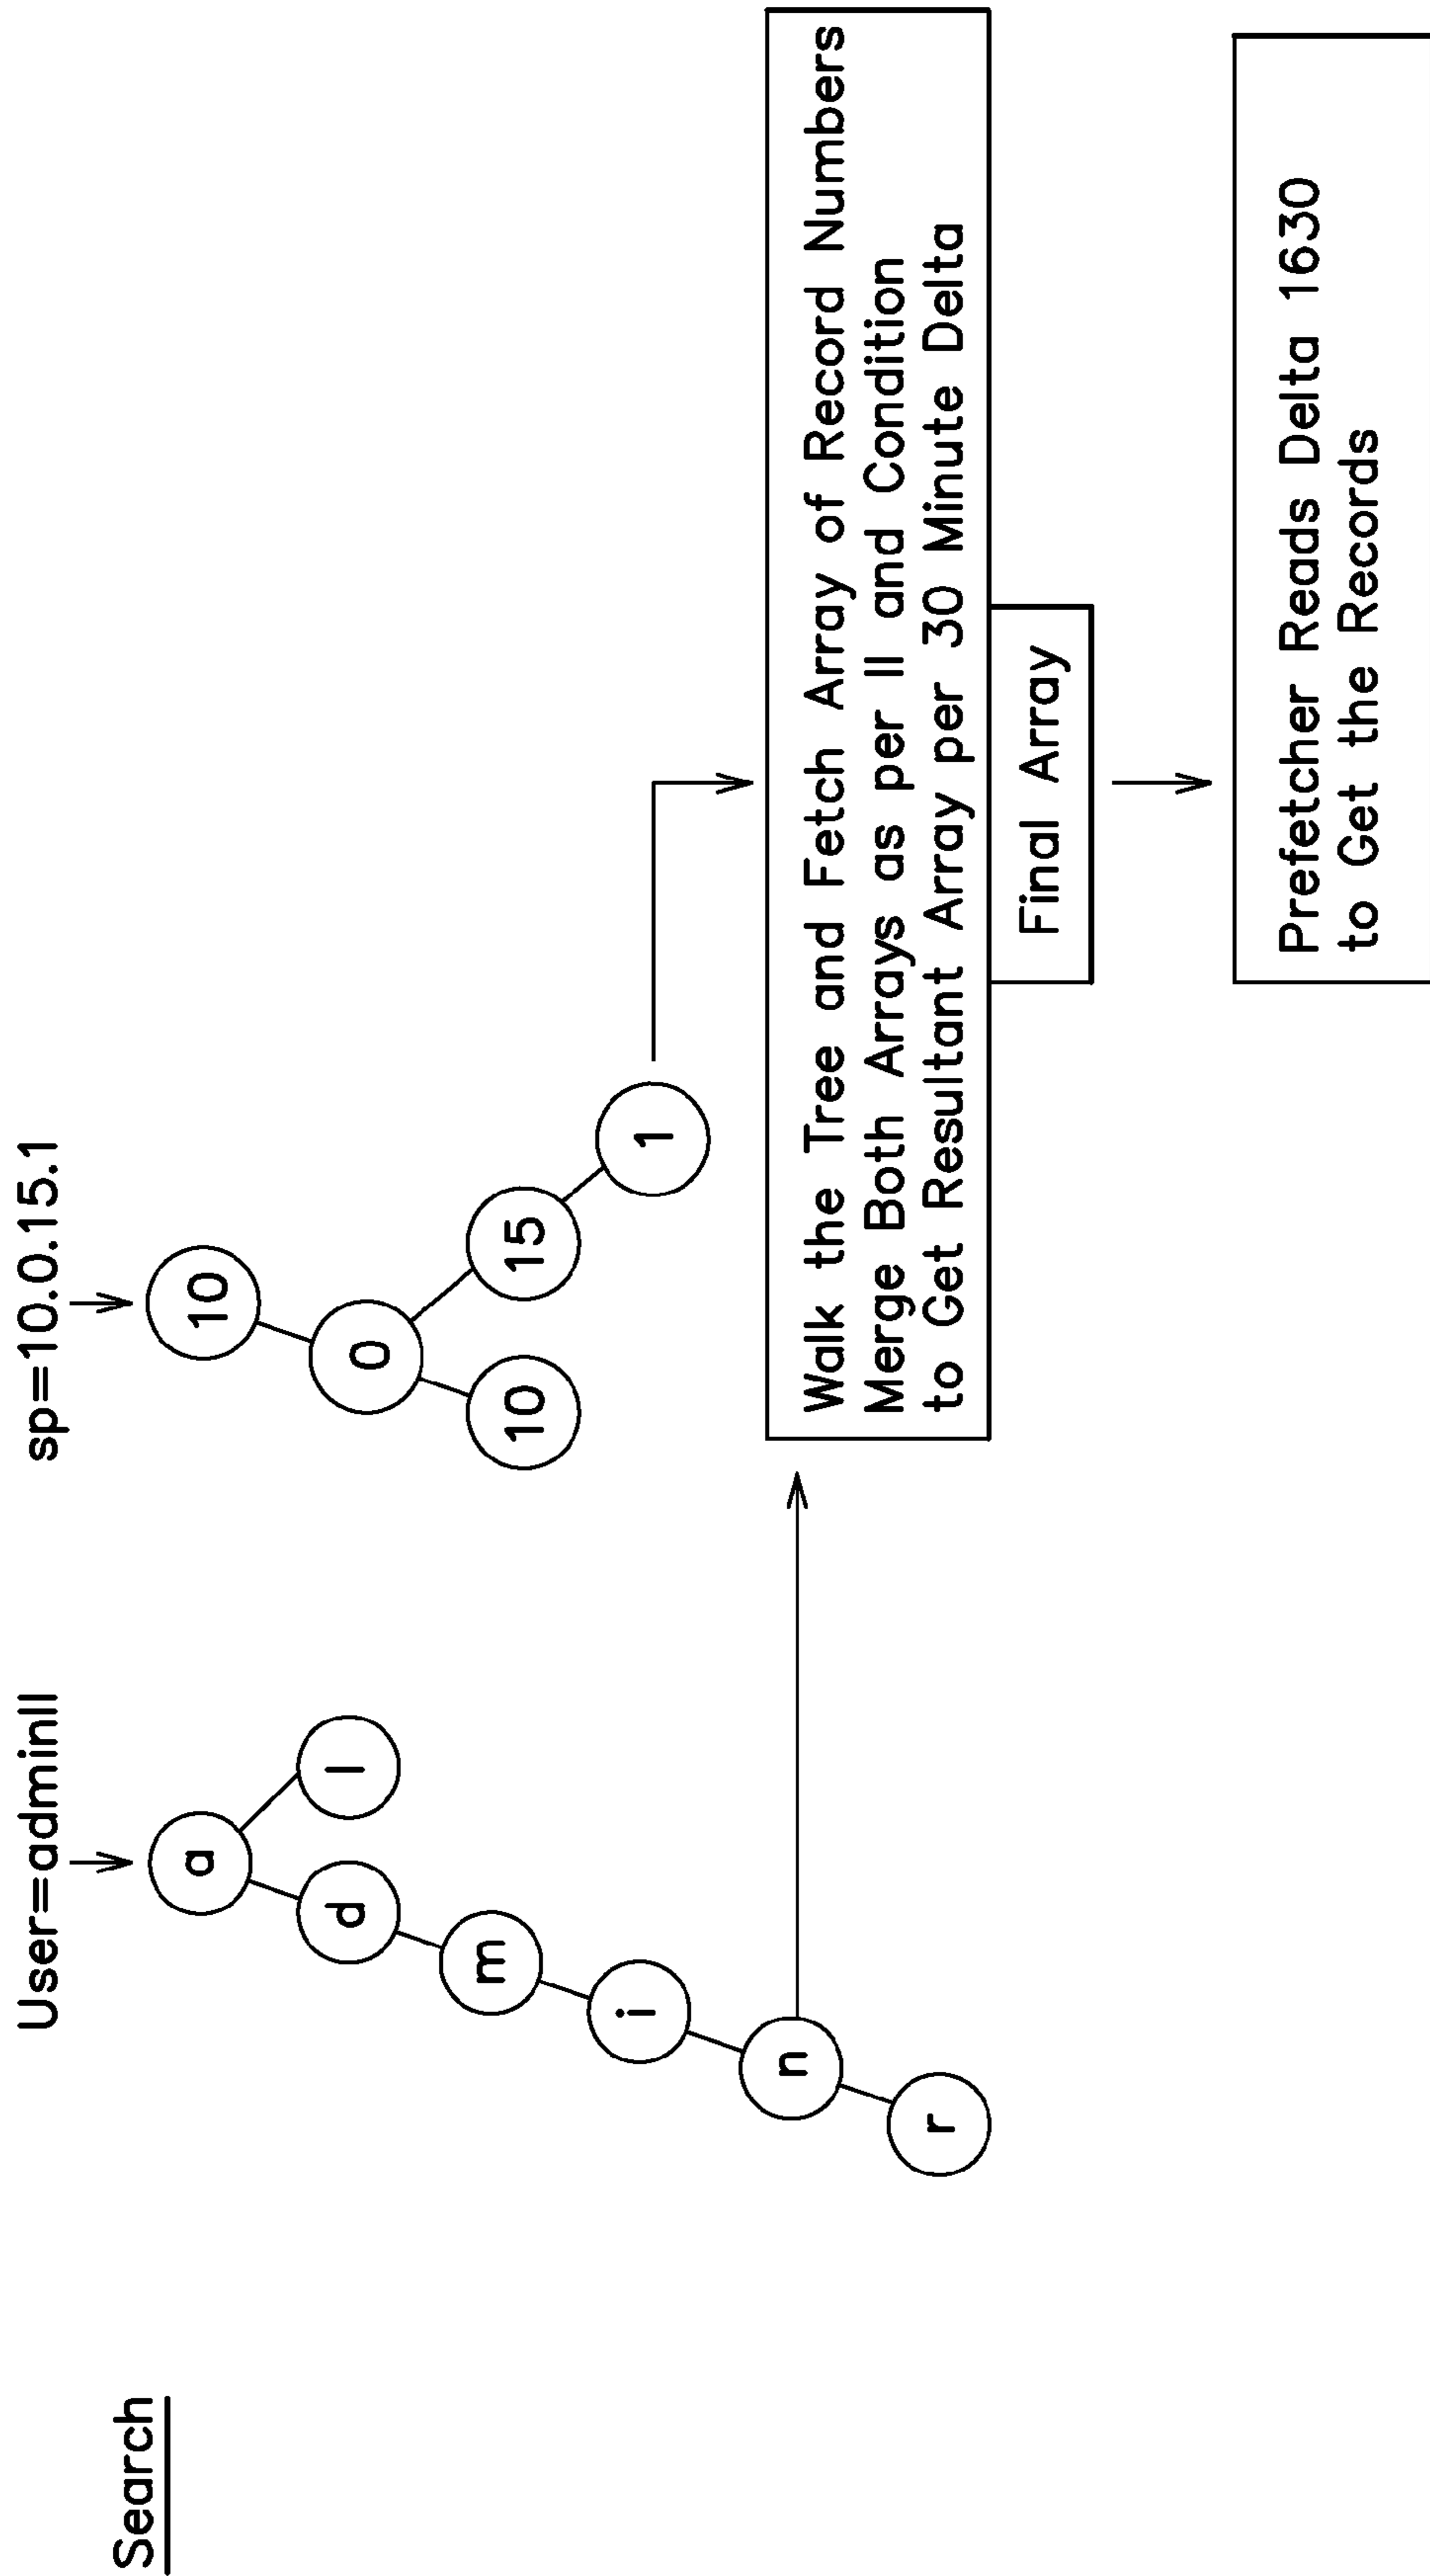 Search
User=adminll
sp=10.0.15.1
a
d
l
m
i
n
r
10
0
10
15
1
Walk the Tree and Fetch Array of Record Numbers
Merge Both Arrays as per ll and Condition
to Get Resultant Array per 30 Minute Delta
Final Array
Prefetcher Reads Delta 1630
to Get the Records